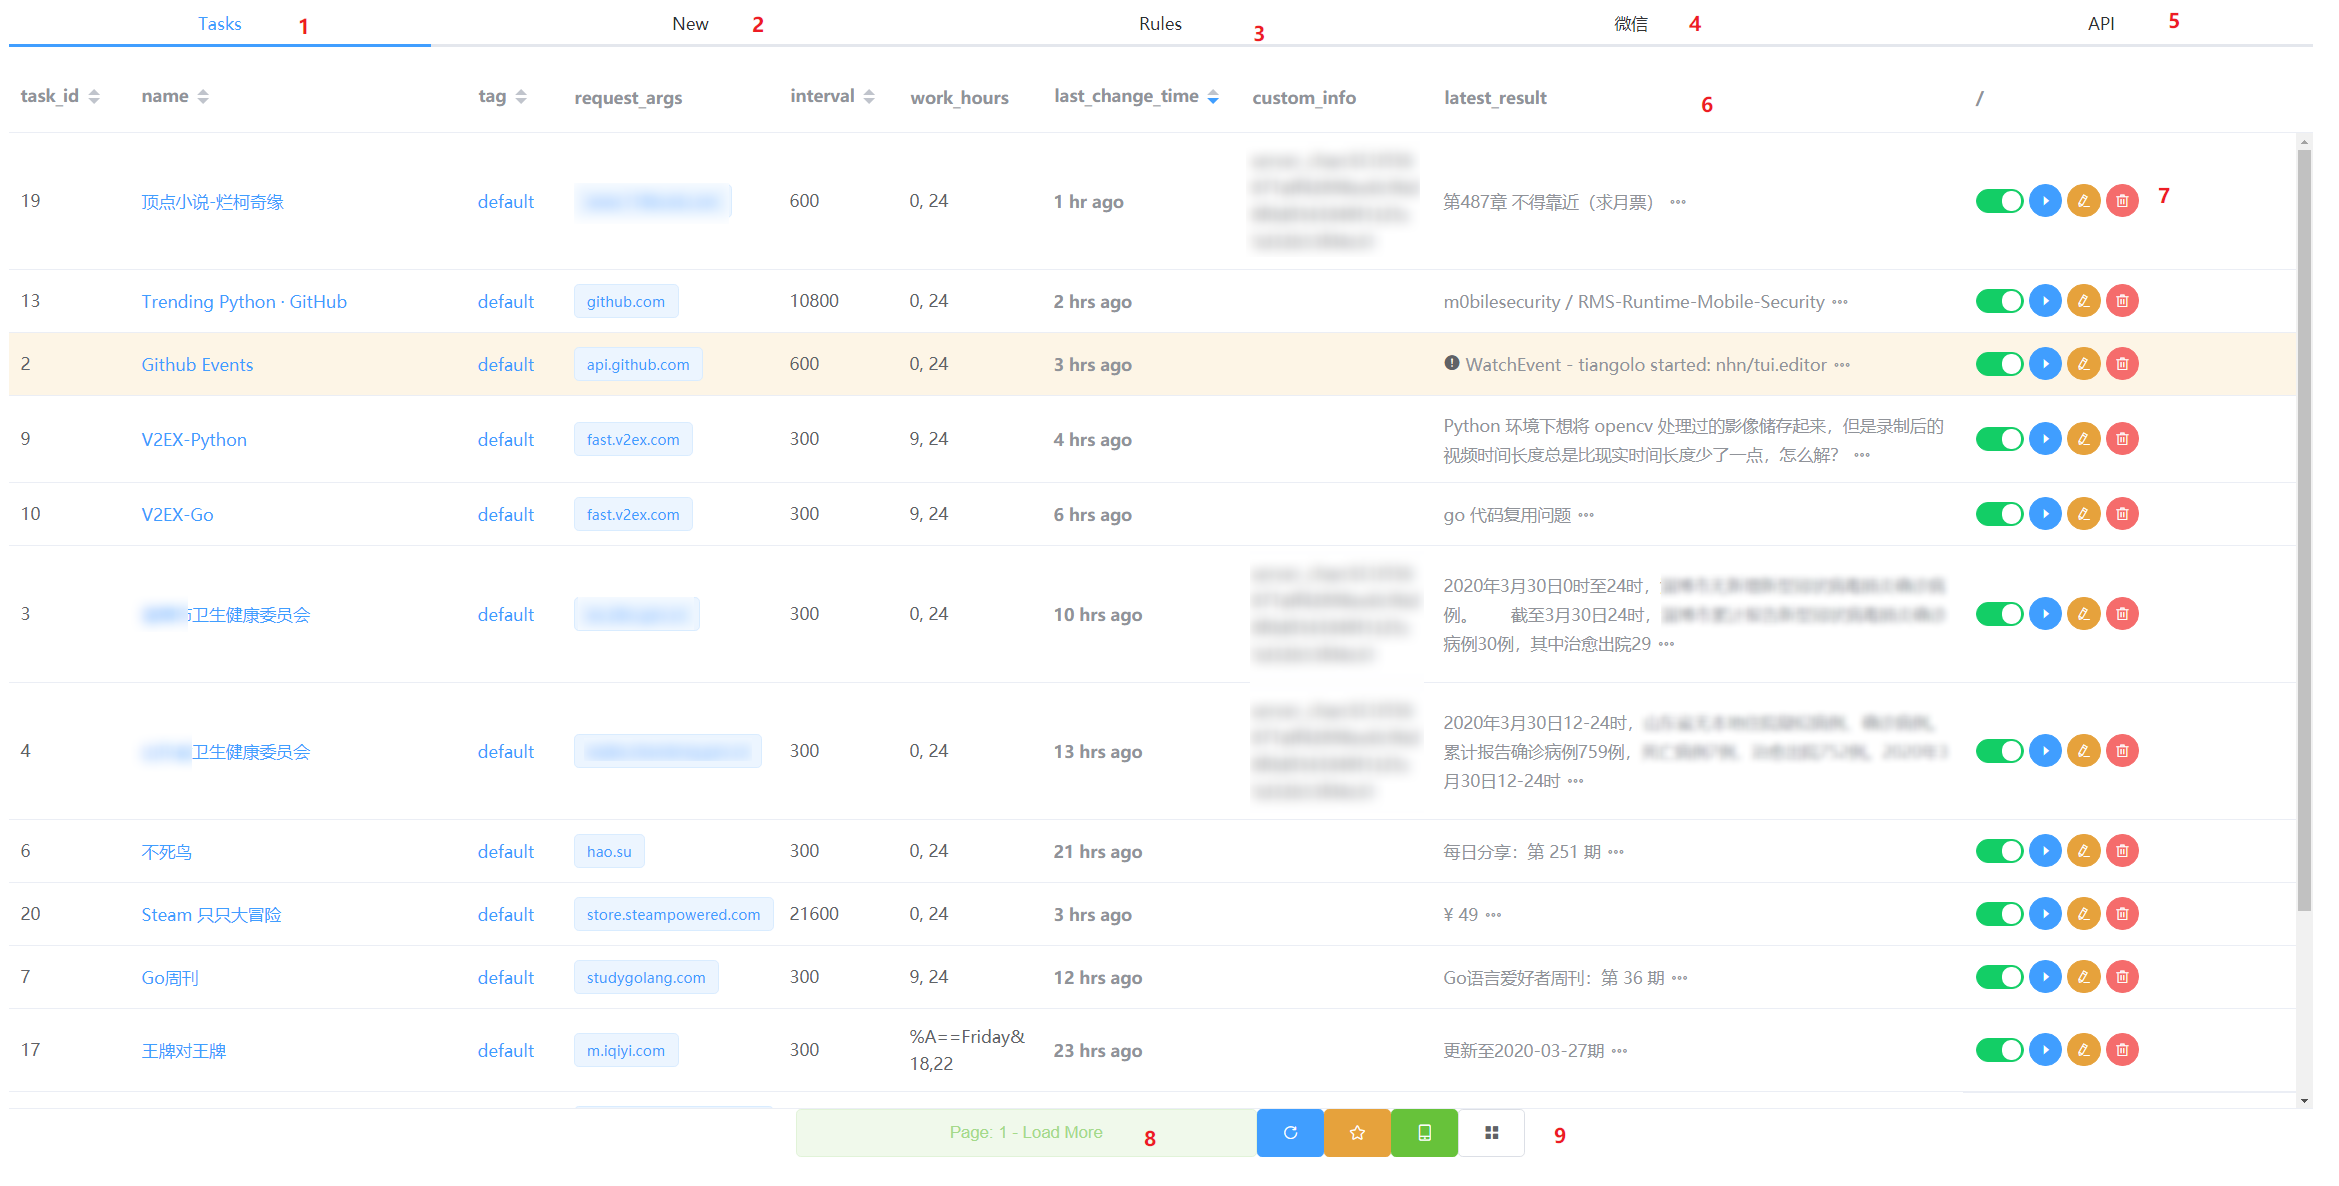 Tasks 1 New 2 Rules 3 微信 4 API 5
task_id name tag request_args interval work_hours last_change_time custom_info latest_result 6 /
19 顶点小说-烂柯奇缘 default 600 0, 24 1 hr ago 第487章 不得靠近（求月票） ••• 7
13 Trending Python · GitHub default github.com 10800 0, 24 2 hrs ago m0bilesecurity / RMS-Runtime-Mobile-Security •••
2 Github Events default api.github.com 600 0, 24 3 hrs ago WatchEvent - tiangolo started: nhn/tui.editor •••
9 V2EX-Python default fast.v2ex.com 300 9, 24 4 hrs ago Python 环境下想将 opencv 处理过的影像储存起来，但是录制后的
视频时间长度总是比现实时间长度少了一点，怎么解？ •••
10 V2EX-Go default fast.v2ex.com 300 9, 24 6 hrs ago go 代码复用问题 •••
3 卫生健康委员会 default 300 0, 24 10 hrs ago 2020年3月30日0时至24时，
例。 截至3月30日24时，
病例30例，其中治愈出院29 •••
4 卫生健康委员会 default 300 0, 24 13 hrs ago 2020年3月30日12-24时，
累计报告确诊病例759例，
月30日12-24时 •••
6 不死鸟 default hao.su 300 0, 24 21 hrs ago 每日分享：第 251 期 •••
20 Steam 只只大冒险 default store.steampowered.com 21600 0, 24 3 hrs ago ¥ 49 •••
7 Go周刊 default studygolang.com 300 9, 24 12 hrs ago Go语言爱好者周刊：第 36 期 •••
17 王牌对王牌 default m.iqiyi.com 300 %A==Friday&
18,22 23 hrs ago 更新至2020-03-27期 •••
Page: 1 - Load More 8 9